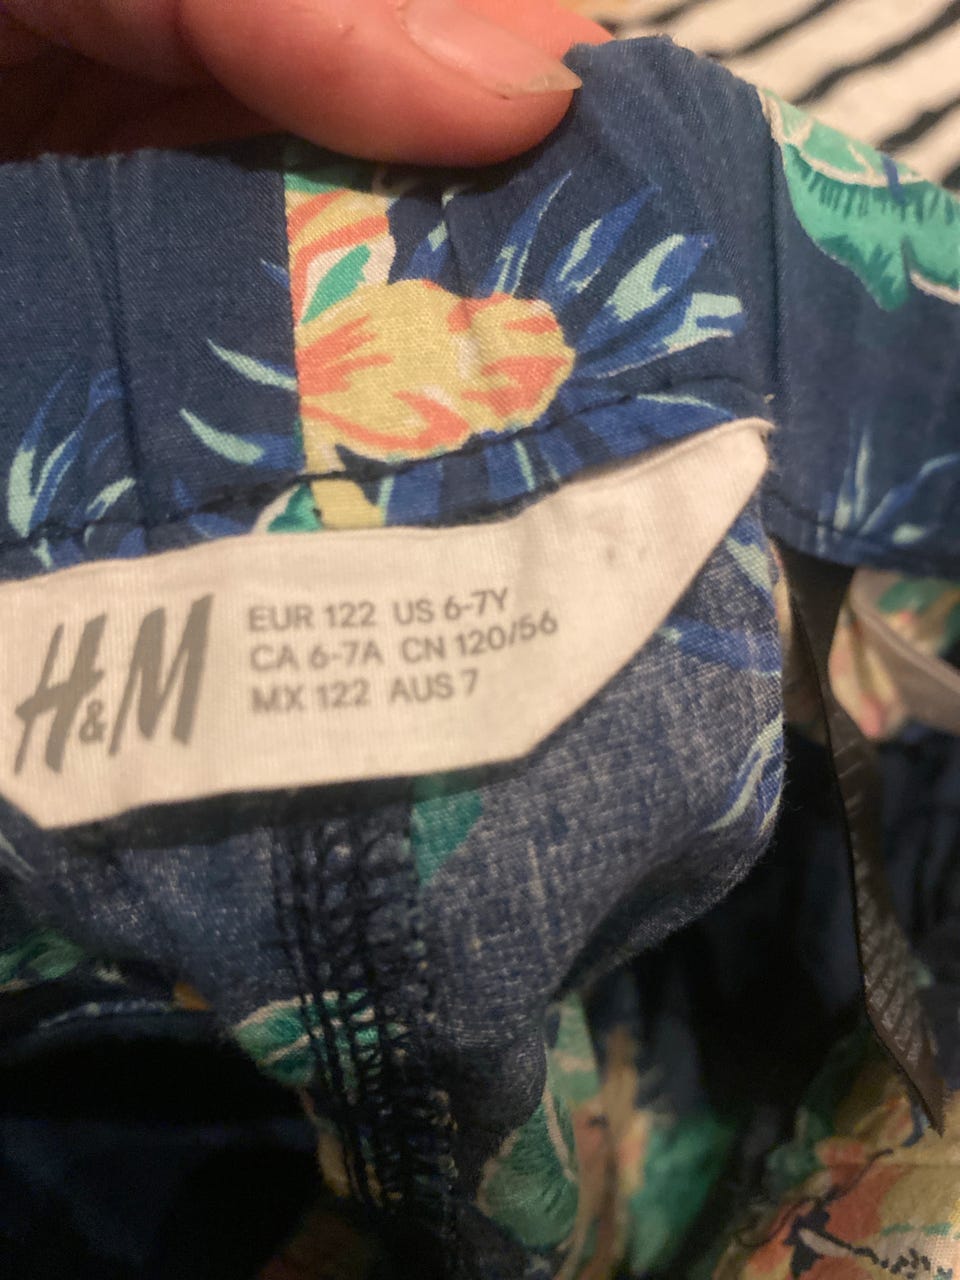 H&M
EUR 122 US 6-7Y
CA 6-7A CN 120/56
MX 122 AUS 7